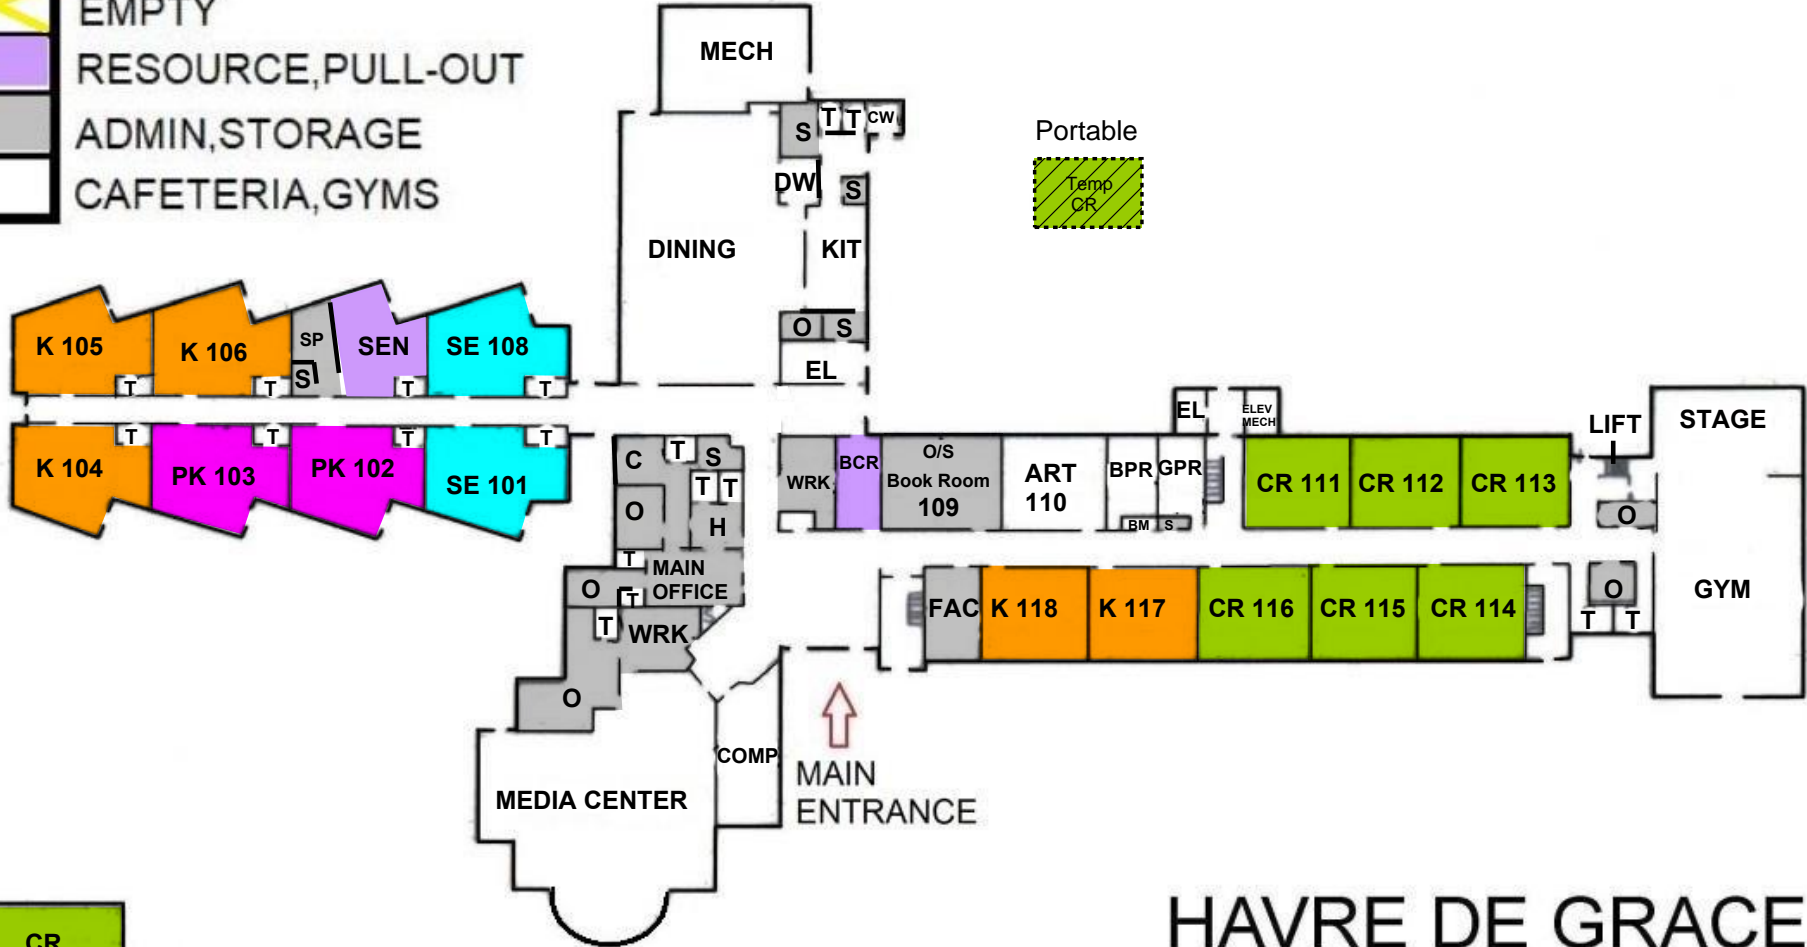 EMPTY
RESOURCE,PULL-OUT
ADMIN,STORAGE
CAFETERIA,GYMS
MECH
S
T
T
CW
DW
S
DINING
KIT
O
S
EL
Portable
Temp
CR
K 105
K 106
SP
S
SEN
SE 108
T
T
T
T
K 104
PK 103
PK 102
SE 101
T
T
T
T
C
T
S
T
T
O
H
T
MAIN
OFFICE
O
T
T
WRK
S
O
MEDIA CENTER
COMP
MAIN
ENTRANCE
WRK
BCR
O/S
Book Room
109
ART
110
BPR
GPR
BM
S
EL
ELEV
MECH
CR 111
CR 112
CR 113
LIFT
STAGE
O
GYM
FAC
K 118
K 117
CR 116
CR 115
CR 114
O
T
T
CR
HAVRE DE GRACE